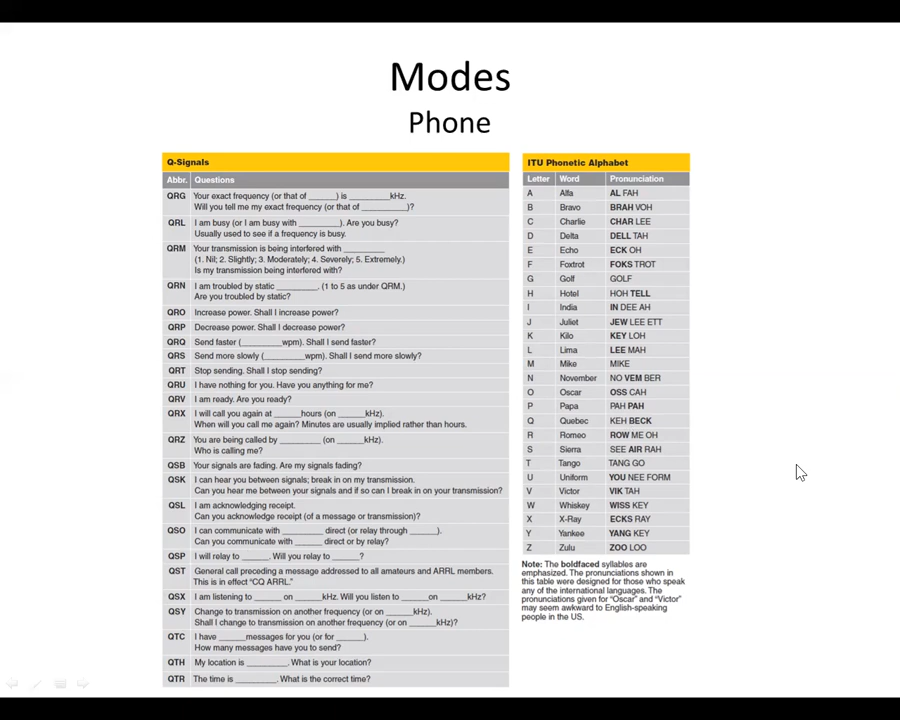 Modes
Phone
Q-Signals
Abbr. Questions
QRG Your exact frequency (or that of ______) is ________kHz.
Will you tell me my exact frequency (or that of _________)?
QRL I am busy (or I am busy with ________). Are you busy?
Usually used to see if a frequency is busy.
QRM Your transmission is being interfered with ________
(1. Nil; 2. Slightly; 3. Moderately; 4. Severely; 5. Extremely.)
Is my transmission being interfered with?
QRN I am troubled by static ________. (1 to 5 as under QRM.)
Are you troubled by static?
QRO Increase power. Shall I increase power?
QRP Decrease power. Shall I decrease power?
QRQ Send faster (________wpm). Shall I send faster?
QRS Send more slowly (________wpm). Shall I send more slowly?
QRT Stop sending. Shall I stop sending?
QRU I have nothing for you. Have you anything for me?
QRV I am ready. Are you ready?
QRX I will call you again at ______hours (on ______kHz).
When will you call me again? Minutes are usually implied rather than hours.
QRZ You are being called by ________ (on ______kHz).
Who is calling me?
QSB Your signals are fading. Are my signals fading?
QSK I can hear you between signals; break in on my transmission.
Can you hear me between your signals and if so can I break in on your transmission?
QSL I am acknowledging receipt.
Can you acknowledge receipt (of a message or transmission)?
QSO I can communicate with ________ direct (or relay through ______).
Can you communicate with ______ direct or by relay?
QSP I will relay to ______. Will you relay to ______?
QST General call preceding a message addressed to all amateurs and ARRL members.
This is in effect “CQ ARRL.”
QSX I am listening to ______ on ______kHz. Will you listen to ______on ______kHz?
QSY Change to transmission on another frequency (or on ______kHz).
Shall I change to transmission on another frequency (or on ______kHz)?
QTC I have ______messages for you (or for ______).
How many messages have you to send?
QTH My location is ________. What is your location?
QTR The time is ________. What is the correct time?
ITU Phonetic Alphabet
Letter Word Pronunciation
A Alfa AL FAH
B Bravo BRAH VOH
C Charlie CHAR LEE
D Delta DELL TAH
E Echo ECK OH
F Foxtrot FOKS TROT
G Golf GOLF
H Hotel HOH TELL
I India IN DEE AH
J Juliet JEW LEE ETT
K Kilo KEY LOH
L Lima LEE MAH
M Mike MIKE
N November NO VEM BER
O Oscar OSS CAH
P Papa PAH PAH
Q Quebec KEH BECK
R Romeo ROW ME OH
S Sierra SEE AIR RAH
T Tango TANG GO
U Uniform YOU NEE FORM
V Victor VIK TAH
W Whiskey WISS KEY
X X-Ray ECKS RAY
Y Yankee YANG KEY
Z Zulu ZOO LOO
Note: The boldfaced syllables are
emphasized. The pronunciations shown in
this table were designed for those who speak
any of the international languages. The
pronunciations given for “Oscar” and “Victor”
may seem awkward to English-speaking
people in the US.